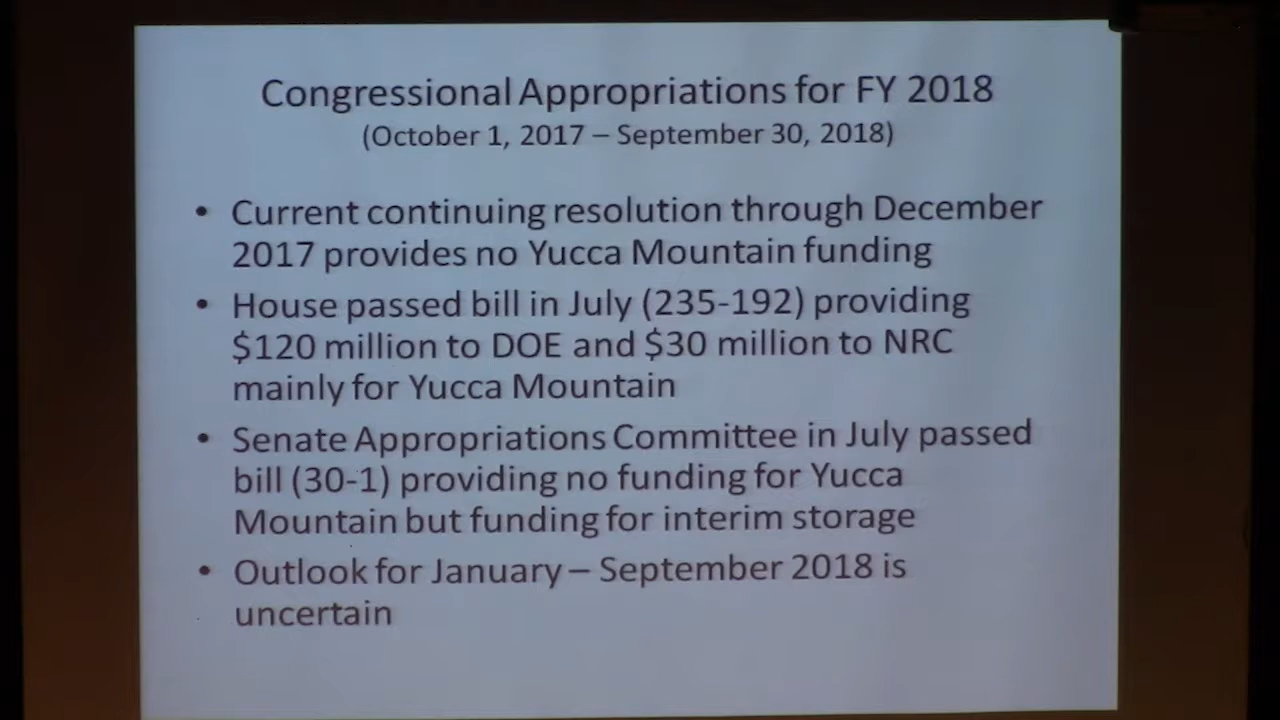 Congressional Appropriations for FY 2018
(October 1, 2017 – September 30, 2018)
• Current continuing resolution through December
2017 provides no Yucca Mountain funding
• House passed bill in July (235-192) providing
$120 million to DOE and $30 million to NRC
mainly for Yucca Mountain
• Senate Appropriations Committee in July passed
bill (30-1) providing no funding for Yucca
Mountain but funding for interim storage
• Outlook for January – September 2018 is
uncertain